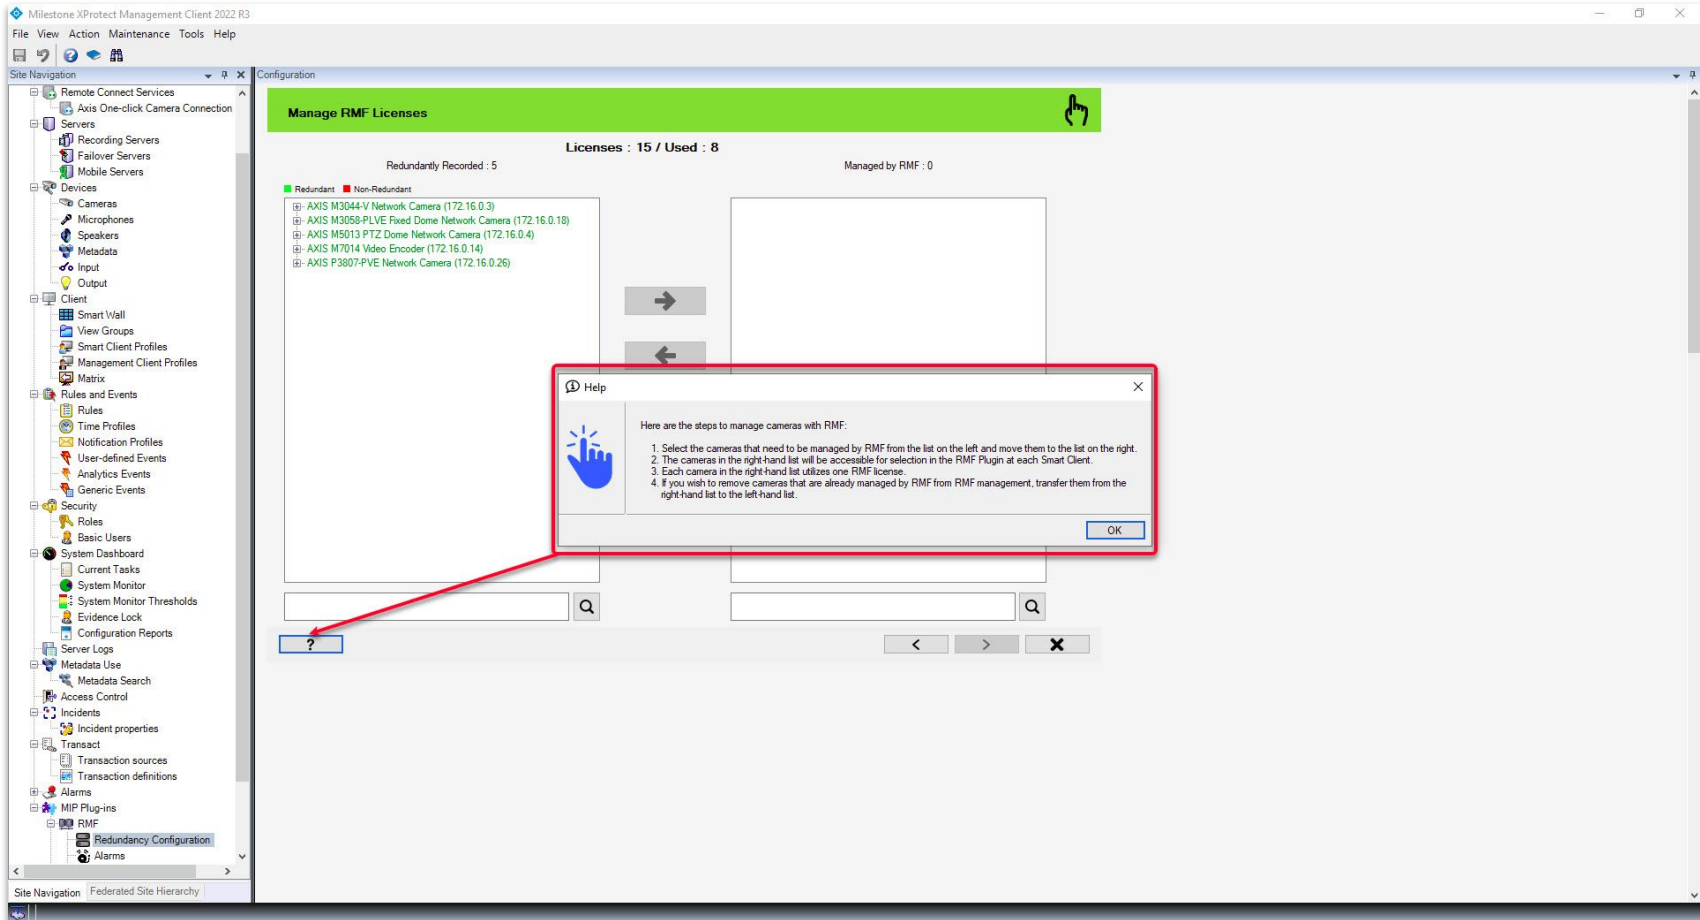 Milestone XProtect Management Client 2022 R3
File View Action Maintenance Tools Help
Site Navigation
Configuration
Remote Connect Services
Axis One-click Camera Connection
Servers
Recording Servers
Failover Servers
Mobile Servers
Devices
Cameras
Microphones
Speakers
Metadata
Input
Output
Client
Smart Wall
View Groups
Smart Client Profiles
Management Client Profiles
Matrix
Rules and Events
Rules
Time Profiles
Notification Profiles
User-defined Events
Analytics Events
Generic Events
Security
Roles
Basic Users
System Dashboard
Current Tasks
System Monitor
System Monitor Thresholds
Evidence Lock
Configuration Reports
Server Logs
Metadata Use
Metadata Search
Access Control
Incidents
Incident properties
Transact
Transaction sources
Transaction definitions
Alarms
MIP Plug-ins
RMF
Redundancy Configuration
Alarms
Site Navigation Federated Site Hierarchy
Manage RMF Licenses
Licenses : 15 / Used : 8
Redundantly Recorded : 5
Managed by RMF : 0
Redundant Non-Redundant
AXIS M3044-V Network Camera (172.16.0.3)
AXIS M3058-PLVE Fixed Dome Network Camera (172.16.0.18)
AXIS M5013 PTZ Dome Network Camera (172.16.0.4)
AXIS M7014 Video Encoder (172.16.0.14)
AXIS P3807-PVE Network Camera (172.16.0.26)
Help
Here are the steps to manage cameras with RMF:
1. Select the cameras that need to be managed by RMF from the list on the left and move them to the list on the right.
2. The cameras in the right-hand list will be accessible for selection in the RMF Plugin at each Smart Client.
3. Each camera in the right-hand list utilizes one RMF license.
4. If you wish to remove cameras that are already managed by RMF from RMF management, transfer them from the
right-hand list to the left-hand list.
OK
?